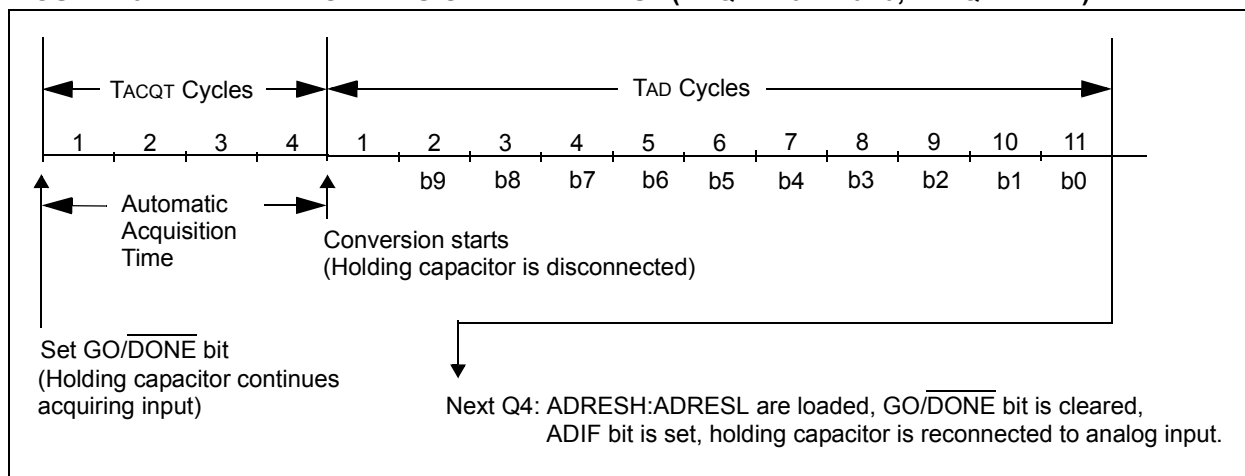 TACQT Cycles
TAD Cycles
1 2 3 4 1 2 3 4 5 6 7 8 9 10 11
b9 b8 b7 b6 b5 b4 b3 b2 b1 b0
Automatic
Acquisition
Time
Conversion starts
(Holding capacitor is disconnected)
Set GO/DONE bit
(Holding capacitor continues
acquiring input)
Next Q4: ADRESH:ADRESL are loaded, GO/DONE bit is cleared,
ADIF bit is set, holding capacitor is reconnected to analog input.